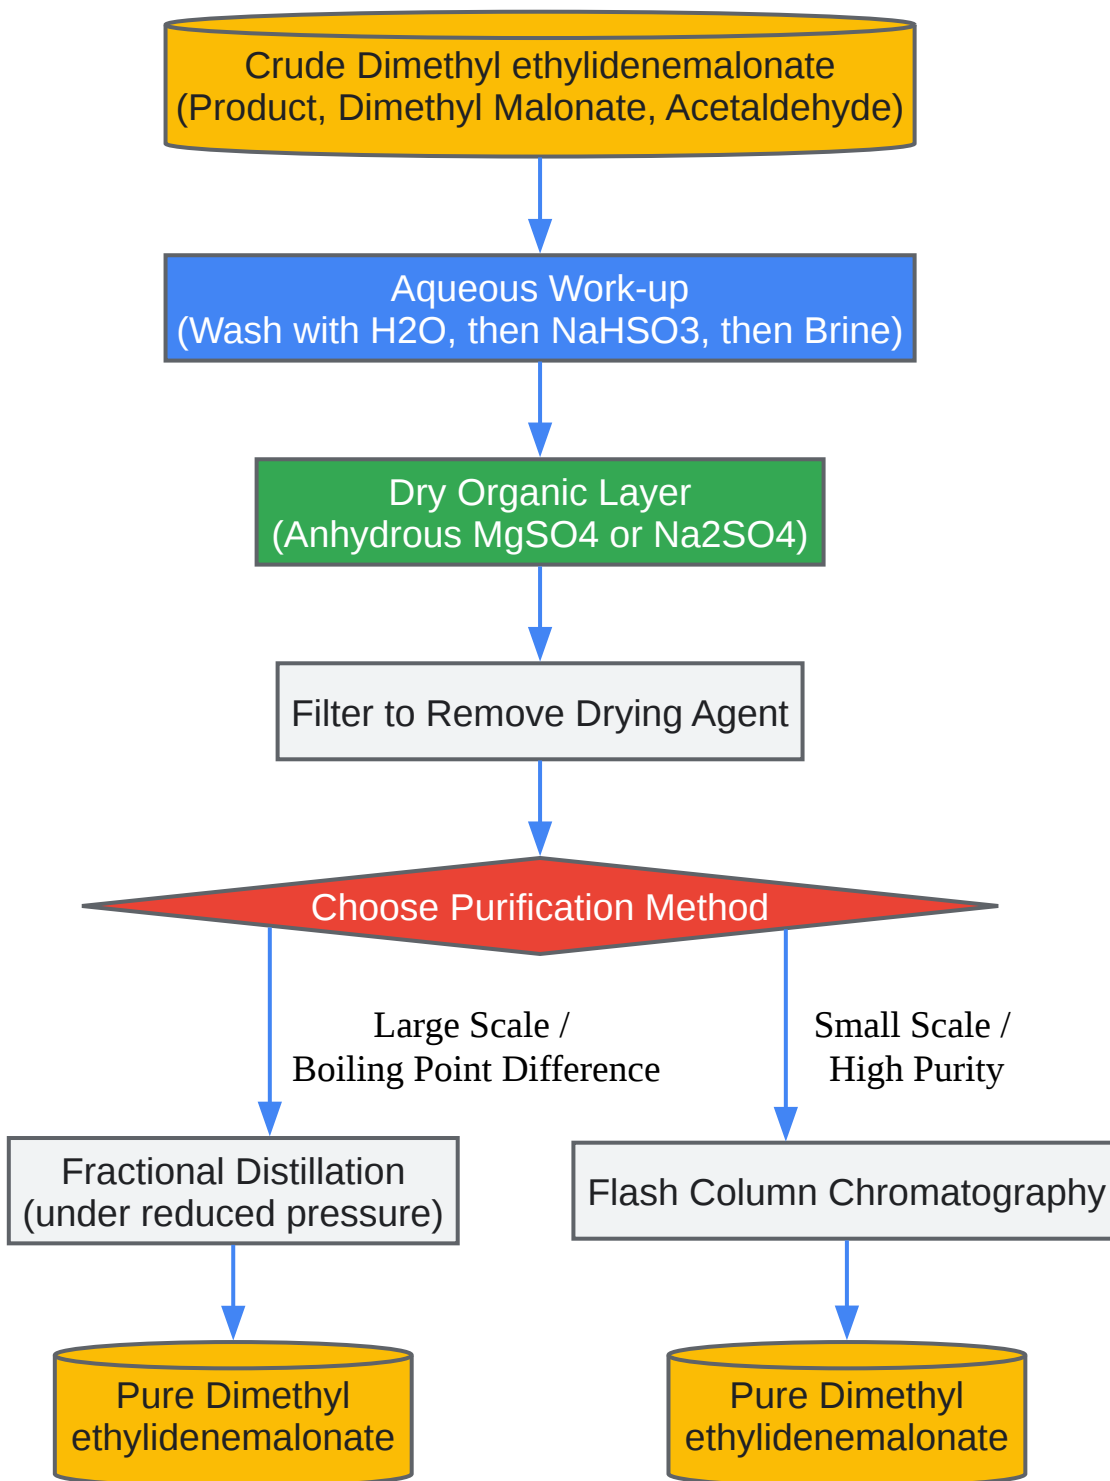 Crude Dimethyl ethylidenemalonate
(Product, Dimethyl Malonate, Acetaldehyde)
Aqueous Work-up
(Wash with H2O, then NaHSO3, then Brine)
Dry Organic Layer
(Anhydrous MgSO4 or Na2SO4)
Filter to Remove Drying Agent
Choose Purification Method
Large Scale /
Boiling Point Difference
Small Scale /
High Purity
Fractional Distillation
(under reduced pressure)
Flash Column Chromatography
Pure Dimethyl
ethylidenemalonate
Pure Dimethyl
ethylidenemalonate